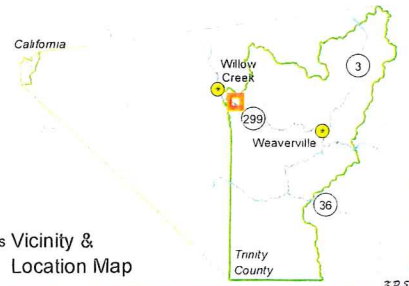 California
Willow
Creek
3
299
Weaverville
36
s Vicinity &
Location Map
Trinity
County